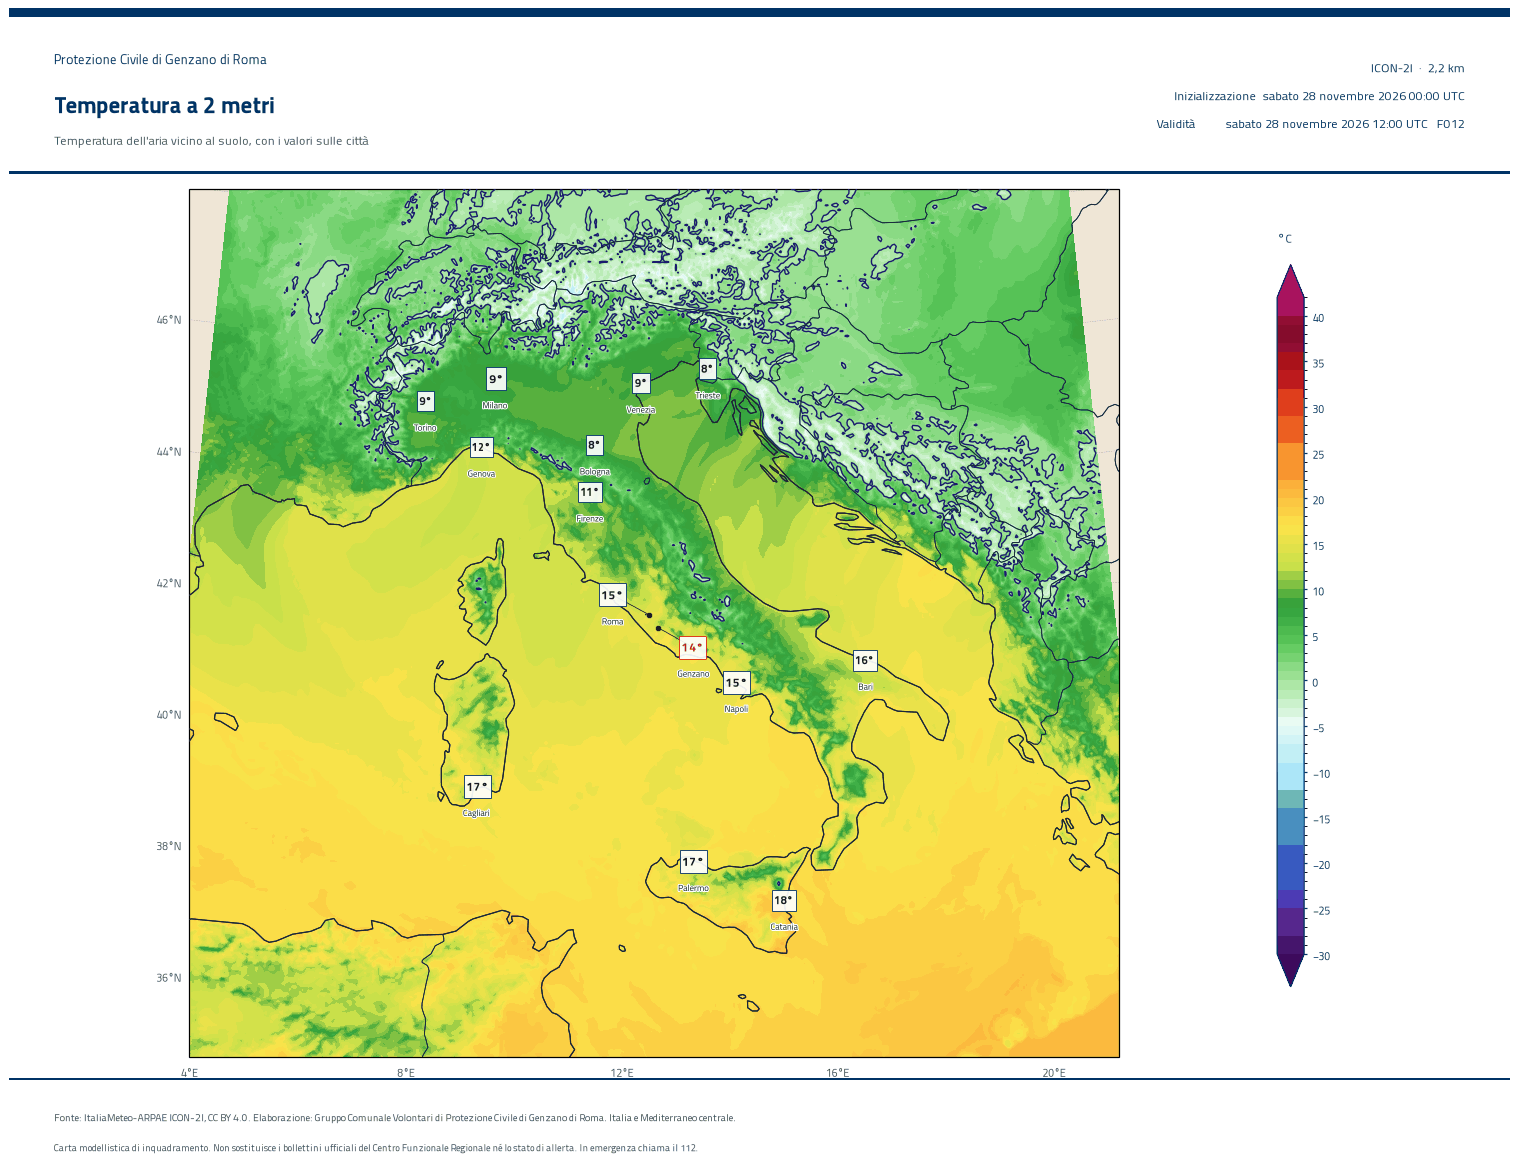 Protezione Civile di Genzano di Roma
Temperatura a 2 metri
Temperatura dell'aria vicino al suolo, con i valori sulle città
ICON-2I · 2,2 km
Inizializzazione sabato 28 novembre 2026 00:00 UTC
Validità sabato 28 novembre 2026 12:00 UTC F012
°C
40
35
30
25
20
15
10
5
0
−5
−10
−15
−20
−25
−30
46°N
44°N
42°N
40°N
38°N
36°N
4°E
8°E
12°E
16°E
20°E
9°
Torino
9°
Milano
9°
Venezia
8°
Trieste
12°
Genova
8°
Bologna
11°
Firenze
15°
Roma
14°
Genzano
15°
Napoli
16°
Bari
17°
Cagliari
17°
Palermo
18°
Catania
Fonte: ItaliaMeteo-ARPAE ICON-2I, CC BY 4.0. Elaborazione: Gruppo Comunale Volontari di Protezione Civile di Genzano di Roma. Italia e Mediterraneo centrale.
Carta modellistica di inquadramento. Non sostituisce i bollettini ufficiali del Centro Funzionale Regionale né lo stato di allerta. In emergenza chiama il 112.